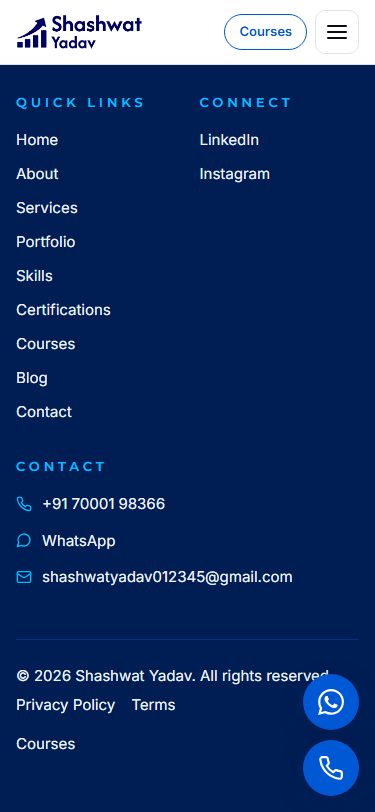 Shashwat
Yadav
Courses
QUICK LINKS
Home
About
Services
Portfolio
Skills
Certifications
Courses
Blog
Contact
CONNECT
LinkedIn
Instagram
CONTACT
+91 70001 98366
WhatsApp
shashwatyadav012345@gmail.com
© 2026 Shashwat Yadav. All rights reserved.
Privacy Policy Terms
Courses